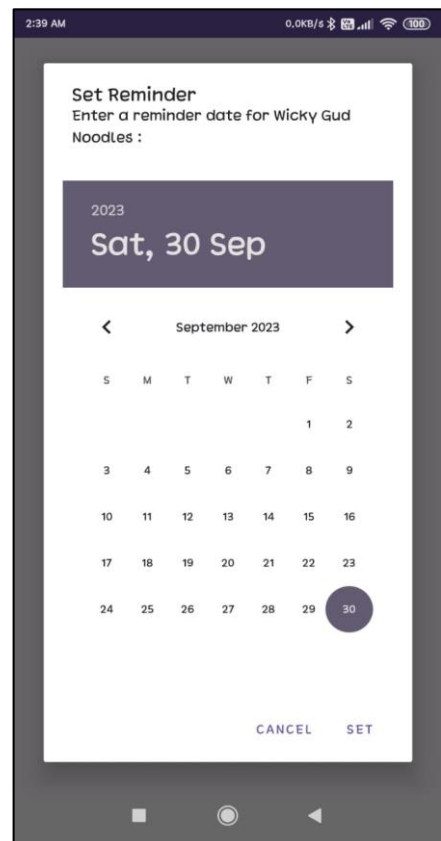 2:39 AM 0.0KB/s 100
Set Reminder
Enter a reminder date for Wicky Gud
Noodles :
2023
Sat, 30 Sep
September 2023
S M T W T F S
1 2
3 4 5 6 7 8 9
10 11 12 13 14 15 16
17 18 19 20 21 22 23
24 25 26 27 28 29 30
CANCEL SET